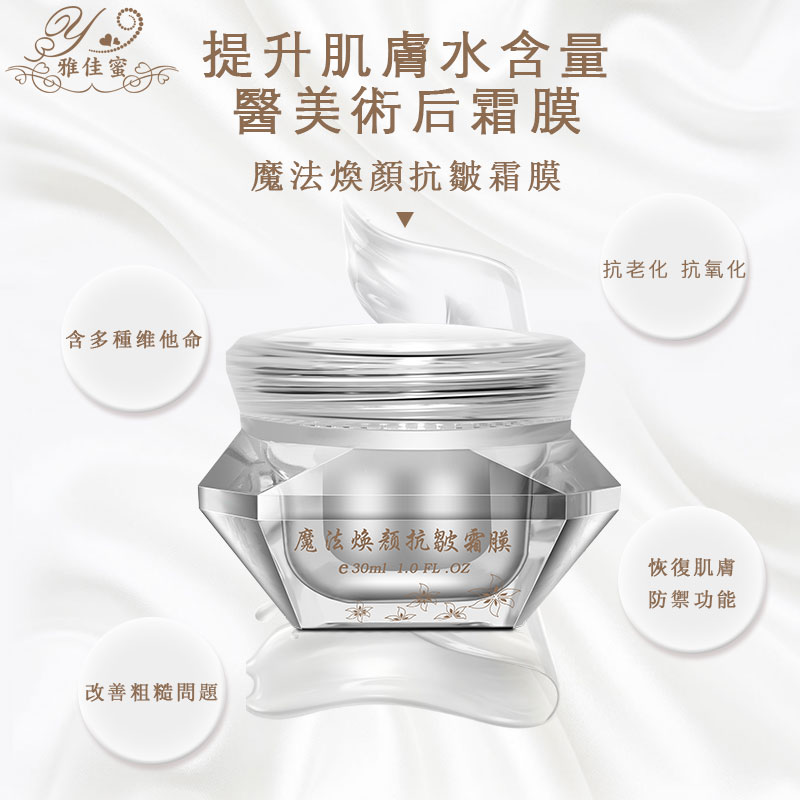 雅佳蜜
提升肌膚水含量
醫美術后霜膜
魔法煥顏抗皺霜膜
抗老化 抗氧化
含多種维他命
魔法煥颜抗皺霜膜
e 30ml 1.0 FL.OZ
恢復肌膚
防禦功能
改善粗糙問題